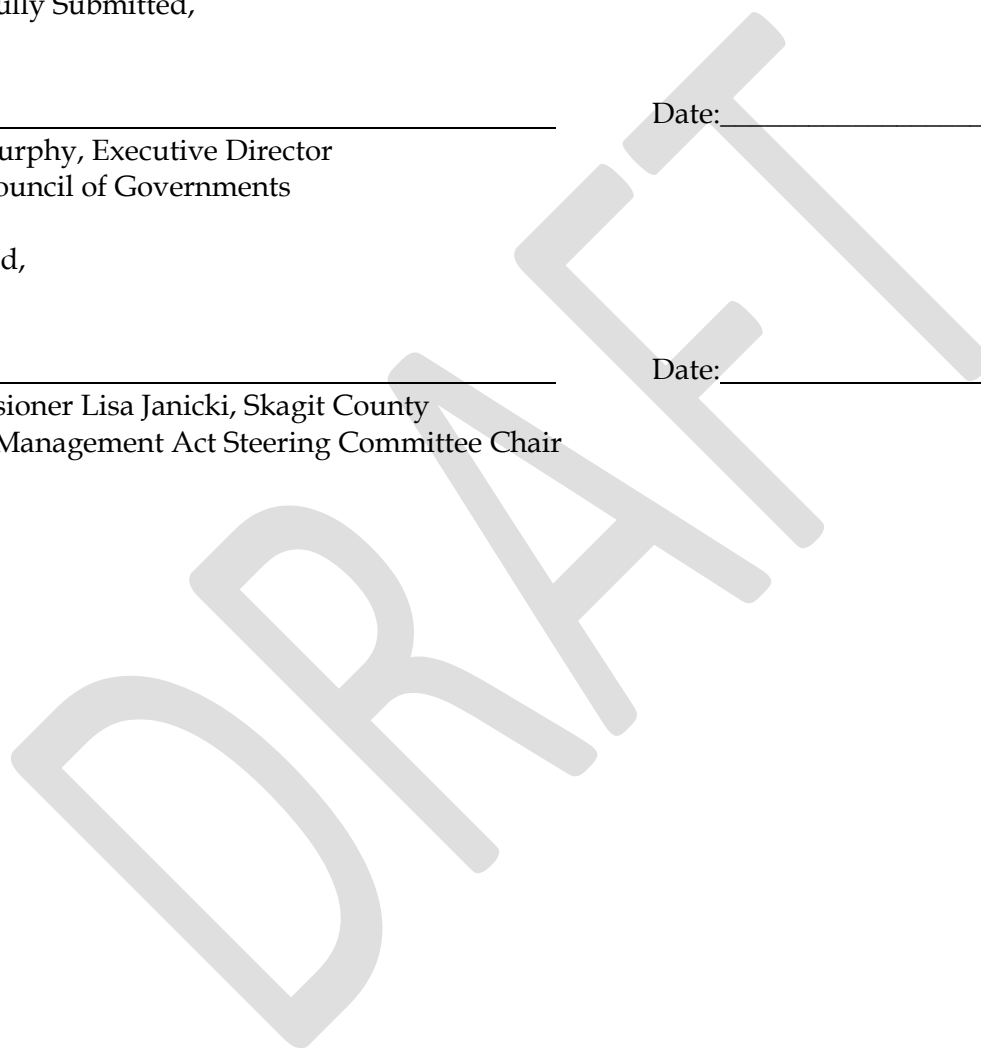 ully Submitted,
Date:
urphy, Executive Director
ouncil of Governments
d,
Date:
sioner Lisa Janicki, Skagit County
Management Act Steering Committee Chair
DRAFT